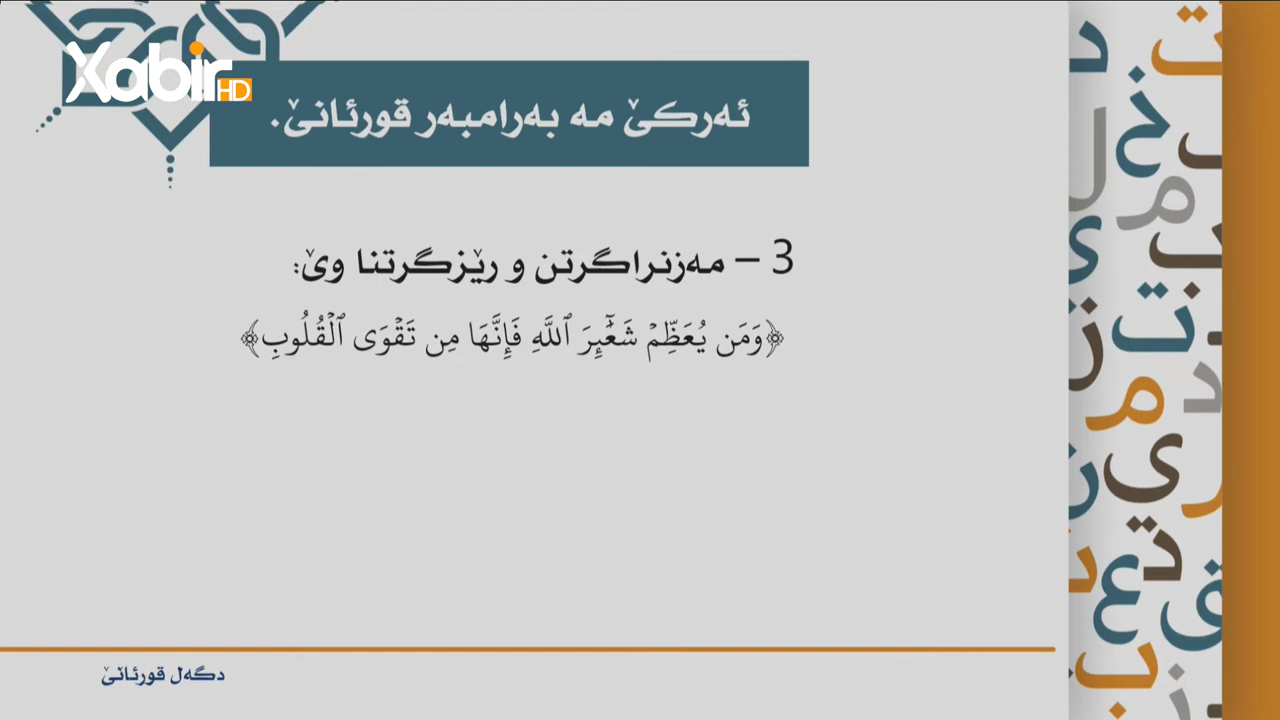 Xabir HD
ئەرکێ مە بەرامبەر قورئانێ.
3 – مەزنراگرتن و رێزگرتنا وێ:
﴿وَمَن يُعَظِّمۡ شَعَٰٓئِرَ ٱللَّهِ فَإِنَّهَا مِن تَقۡوَى ٱلۡقُلُوبِ﴾
دگەل قورئانێ